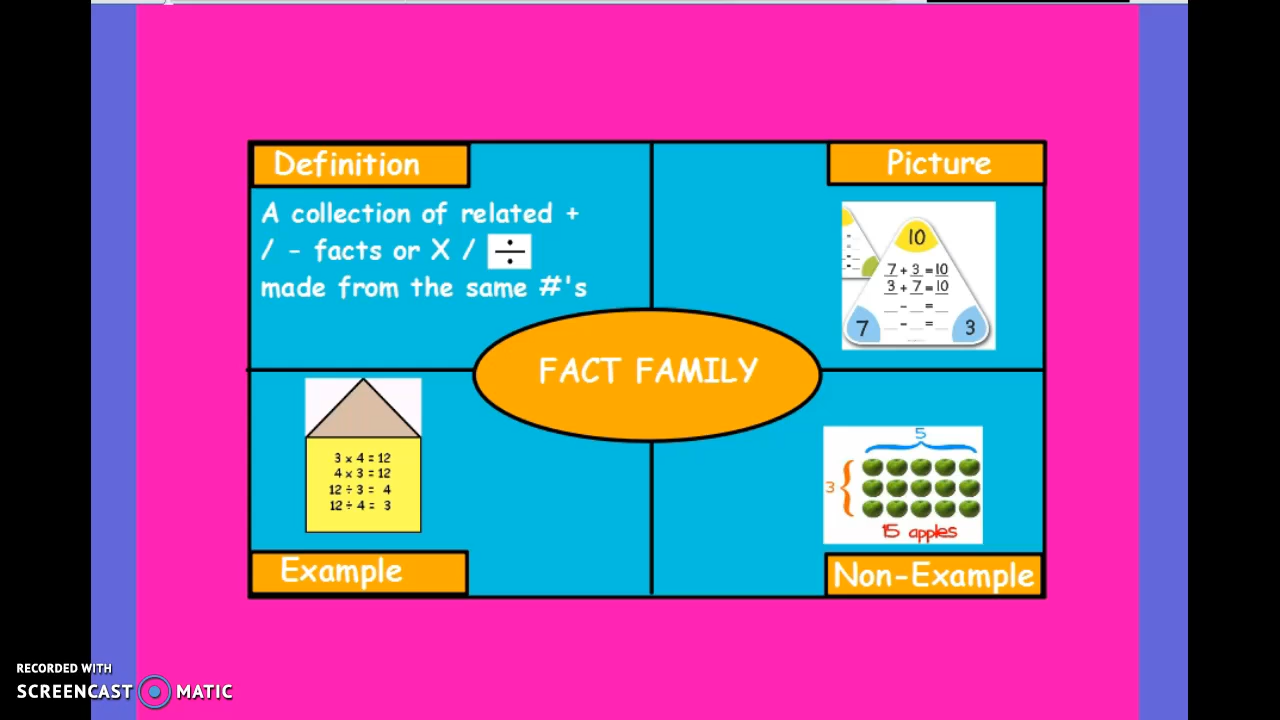 Definition
A collection of related +
/ - facts or X / ÷
made from the same #'s
Picture
10
7 + 3 = 10
3 + 7 = 10
_ - _ = _
_ - _ = _
7
3
FACT FAMILY
3 x 4 = 12
4 x 3 = 12
12 ÷ 3 = 4
12 ÷ 4 = 3
Example
5
3
15 apples
Non-Example
RECORDED WITH
SCREENCAST MATIC